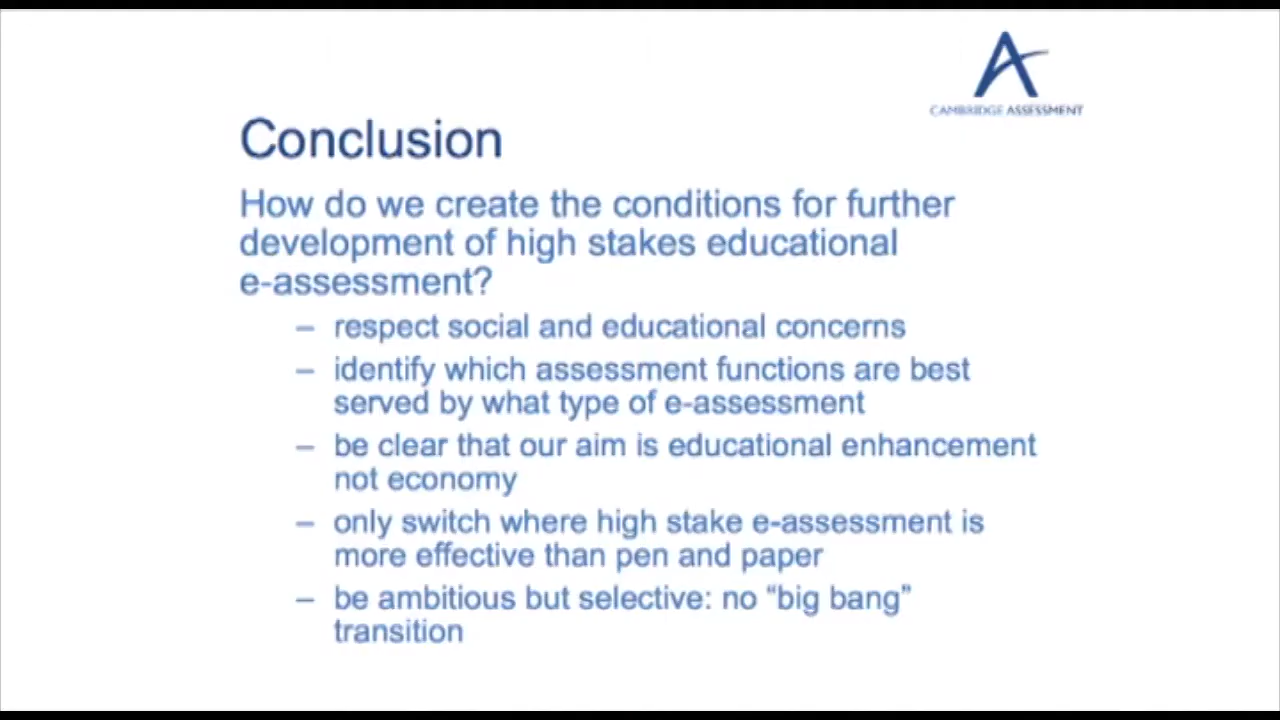 CAMBRIDGE ASSESSMENT
Conclusion
How do we create the conditions for further
development of high stakes educational
e-assessment?
– respect social and educational concerns
– identify which assessment functions are best
served by what type of e-assessment
– be clear that our aim is educational enhancement
not economy
– only switch where high stake e-assessment is
more effective than pen and paper
– be ambitious but selective: no “big bang”
transition